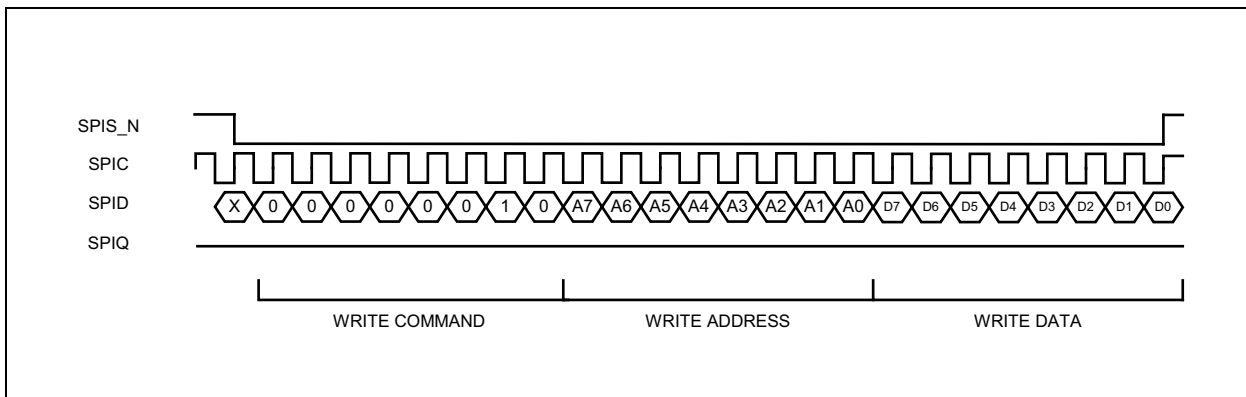 SPIS_N
SPIC
SPID X 0 0 0 0 0 0 1 0 A7 A6 A5 A4 A3 A2 A1 A0 D7 D6 D5 D4 D3 D2 D1 D0
SPIQ
WRITE COMMAND WRITE ADDRESS WRITE DATA